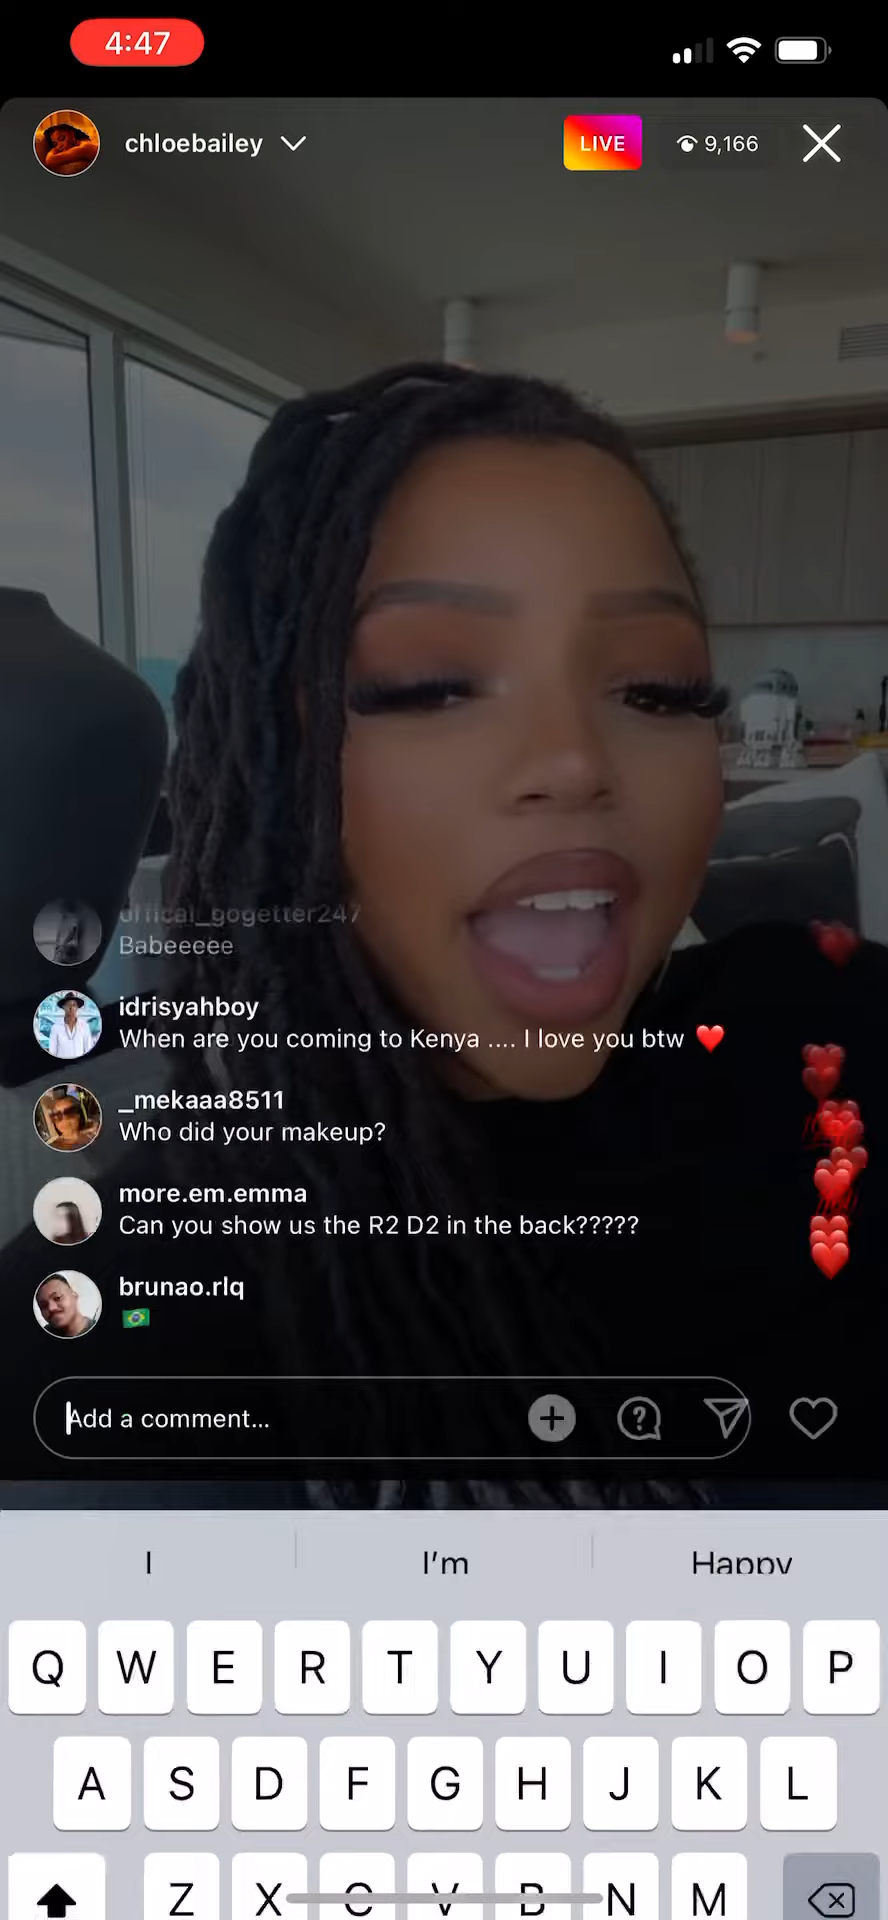 4:47
chloebailey
LIVE
9,166
offical_gogetter247
Babeeeee
idrisyahboy
When are you coming to Kenya .... I love you btw ❤️
_mekaaa8511
Who did your makeup?
more.em.emma
Can you show us the R2 D2 in the back?????
brunao.rlq
🇧🇷
Add a comment...
I I'm Happy
Q W E R T Y U I O P
A S D F G H J K L
Z X C V B N M